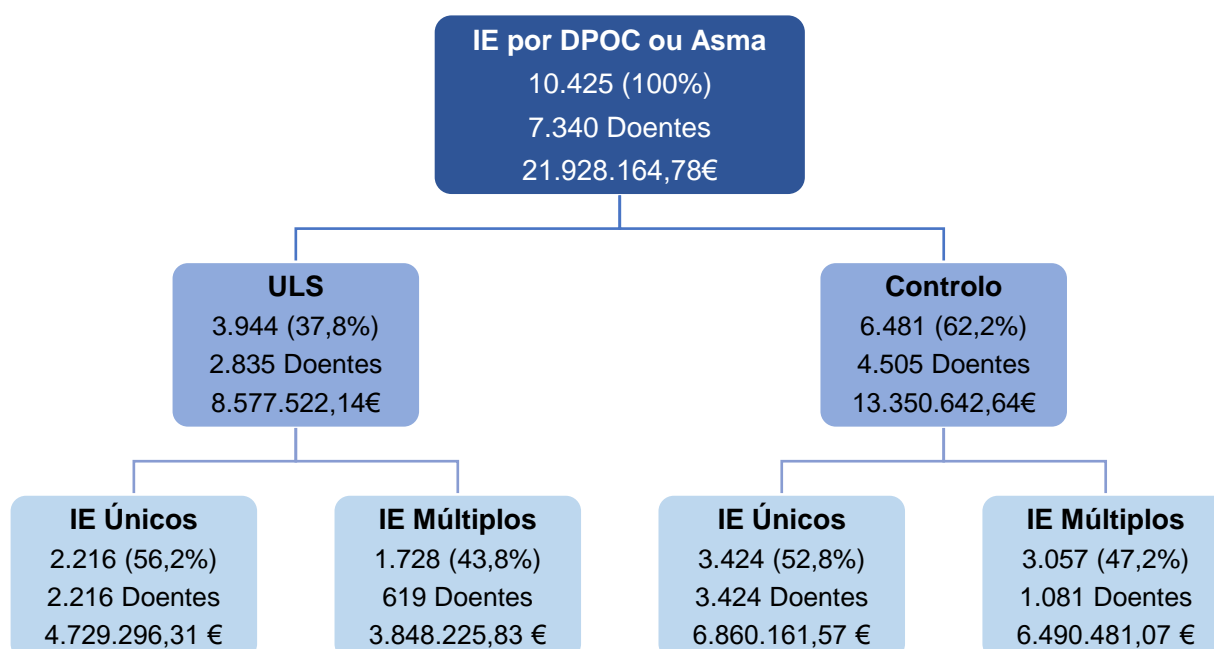 IE por DPOC ou Asma
10.425 (100%)
7.340 Doentes
21.928.164,78€
ULS
3.944 (37,8%)
2.835 Doentes
8.577.522,14€
Controlo
6.481 (62,2%)
4.505 Doentes
13.350.642,64€
IE Únicos
2.216 (56,2%)
2.216 Doentes
4.729.296,31 €
IE Múltiplos
1.728 (43,8%)
619 Doentes
3.848.225,83 €
IE Únicos
3.424 (52,8%)
3.424 Doentes
6.860.161,57 €
IE Múltiplos
3.057 (47,2%)
1.081 Doentes
6.490.481,07 €